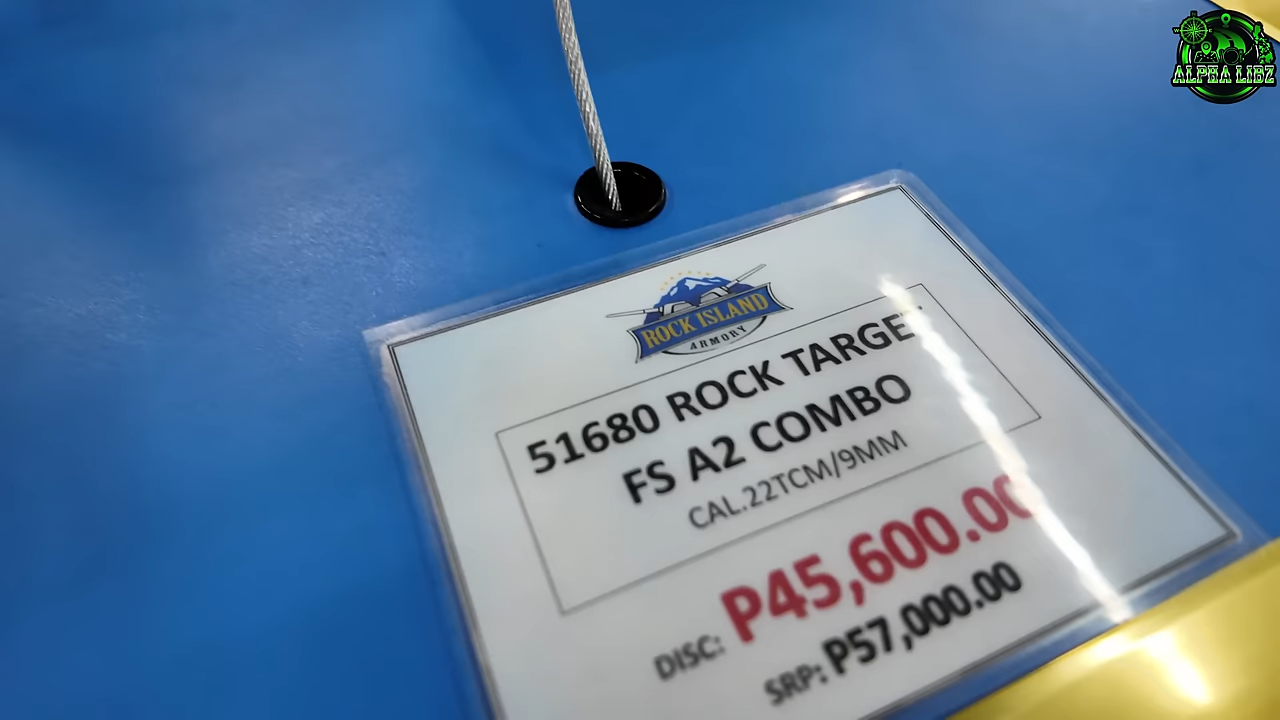 ALPHA LIBZ
ROCK ISLAND
ARMORY
51680 ROCK TARGET
FS A2 COMBO
CAL.22TCM/9MM
DISC: P45,600.00
SRP: P57,000.00